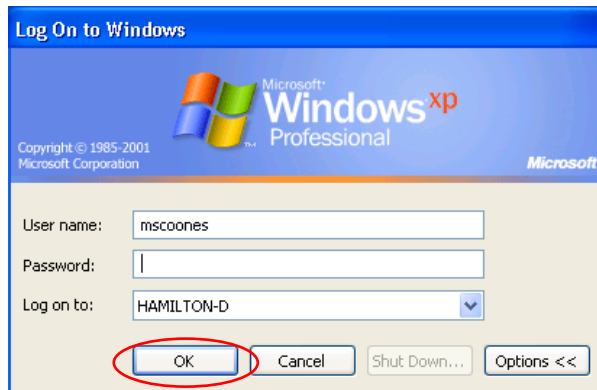 Log On to Windows
Microsoft
Windows xp
Professional
Copyright © 1985-2001
Microsoft Corporation
Microsoft
User name: mscoones
Password:
Log on to: HAMILTON-D
OK Cancel Shut Down... Options <<